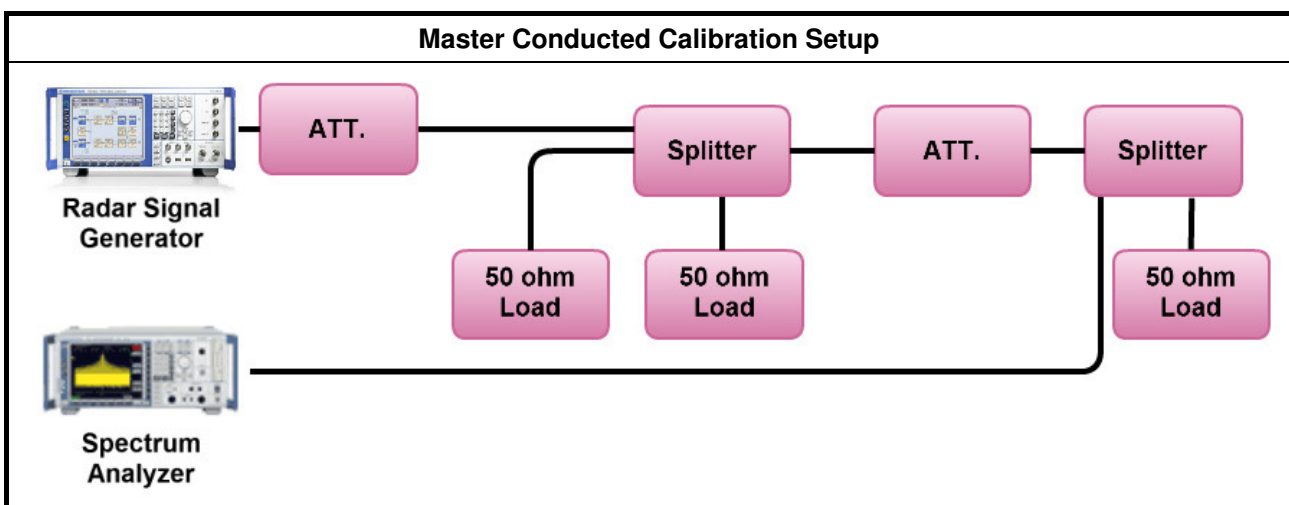 Master Conducted Calibration Setup
ATT.
Splitter
ATT.
Splitter
Radar Signal
Generator
50 ohm
Load
50 ohm
Load
50 ohm
Load
Spectrum
Analyzer